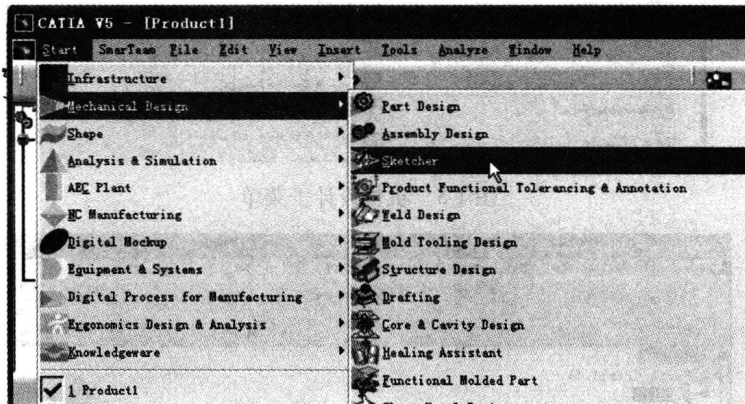 CATIA V5 - [Product1]
Start SmarTeam File Edit View Insert Tools Analyze Window Help
Infrastructure
Mechanical Design
Shape
Analysis & Simulation
AEC Plant
NC Manufacturing
Digital Mockup
Equipment & Systems
Digital Process for Manufacturing
Ergonomics Design & Analysis
Knowledgeware
1 Product1
Part Design
Assembly Design
Sketcher
Product Functional Tolerancing & Annotation
Weld Design
Mold Tooling Design
Structure Design
Drafting
Core & Cavity Design
Healing Assistant
Functional Molded Part